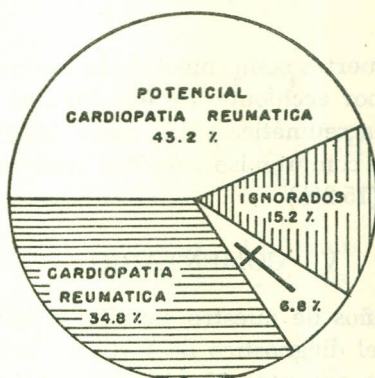 POTENCIAL
CARDIOPATIA REUMATICA
43.2 %
IGNORADOS
15.2 %
6.8 %
CARDIOPATIA
REUMATICA
34.8 %